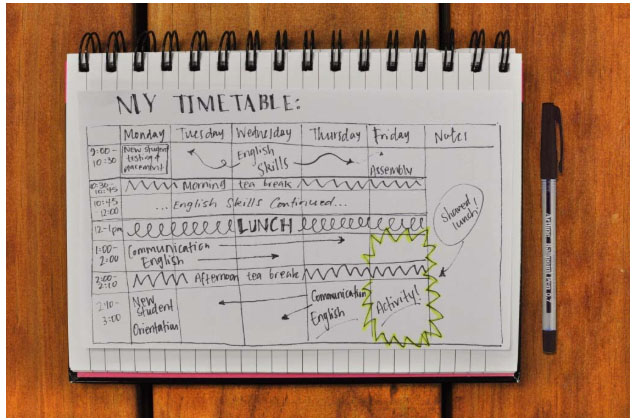 MY TIMETABLE:
Monday Tuesday Wednesday Thursday Friday Notes
9:00 - 10:30
New student testing & placement
English Skills
Assembly
10:30 - 10:45
Morning tea break
10:45 12:00
... English Skills Continued...
12-1pm
LUNCH
Shared lunch!
1:00 - 2:00
Communication English
2:00 - 2:10
Afternoon tea break
2:10 - 3:00
New Student Orientation
Communication English
Activity!